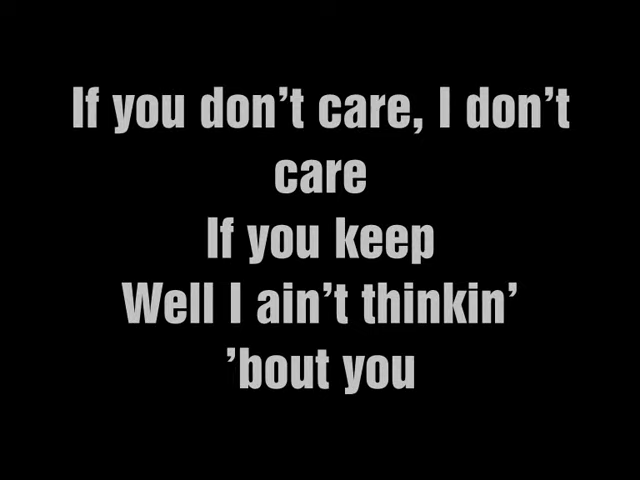 If you don’t care, I don’t
care
If you keep
Well I ain’t thinkin’
’bout you